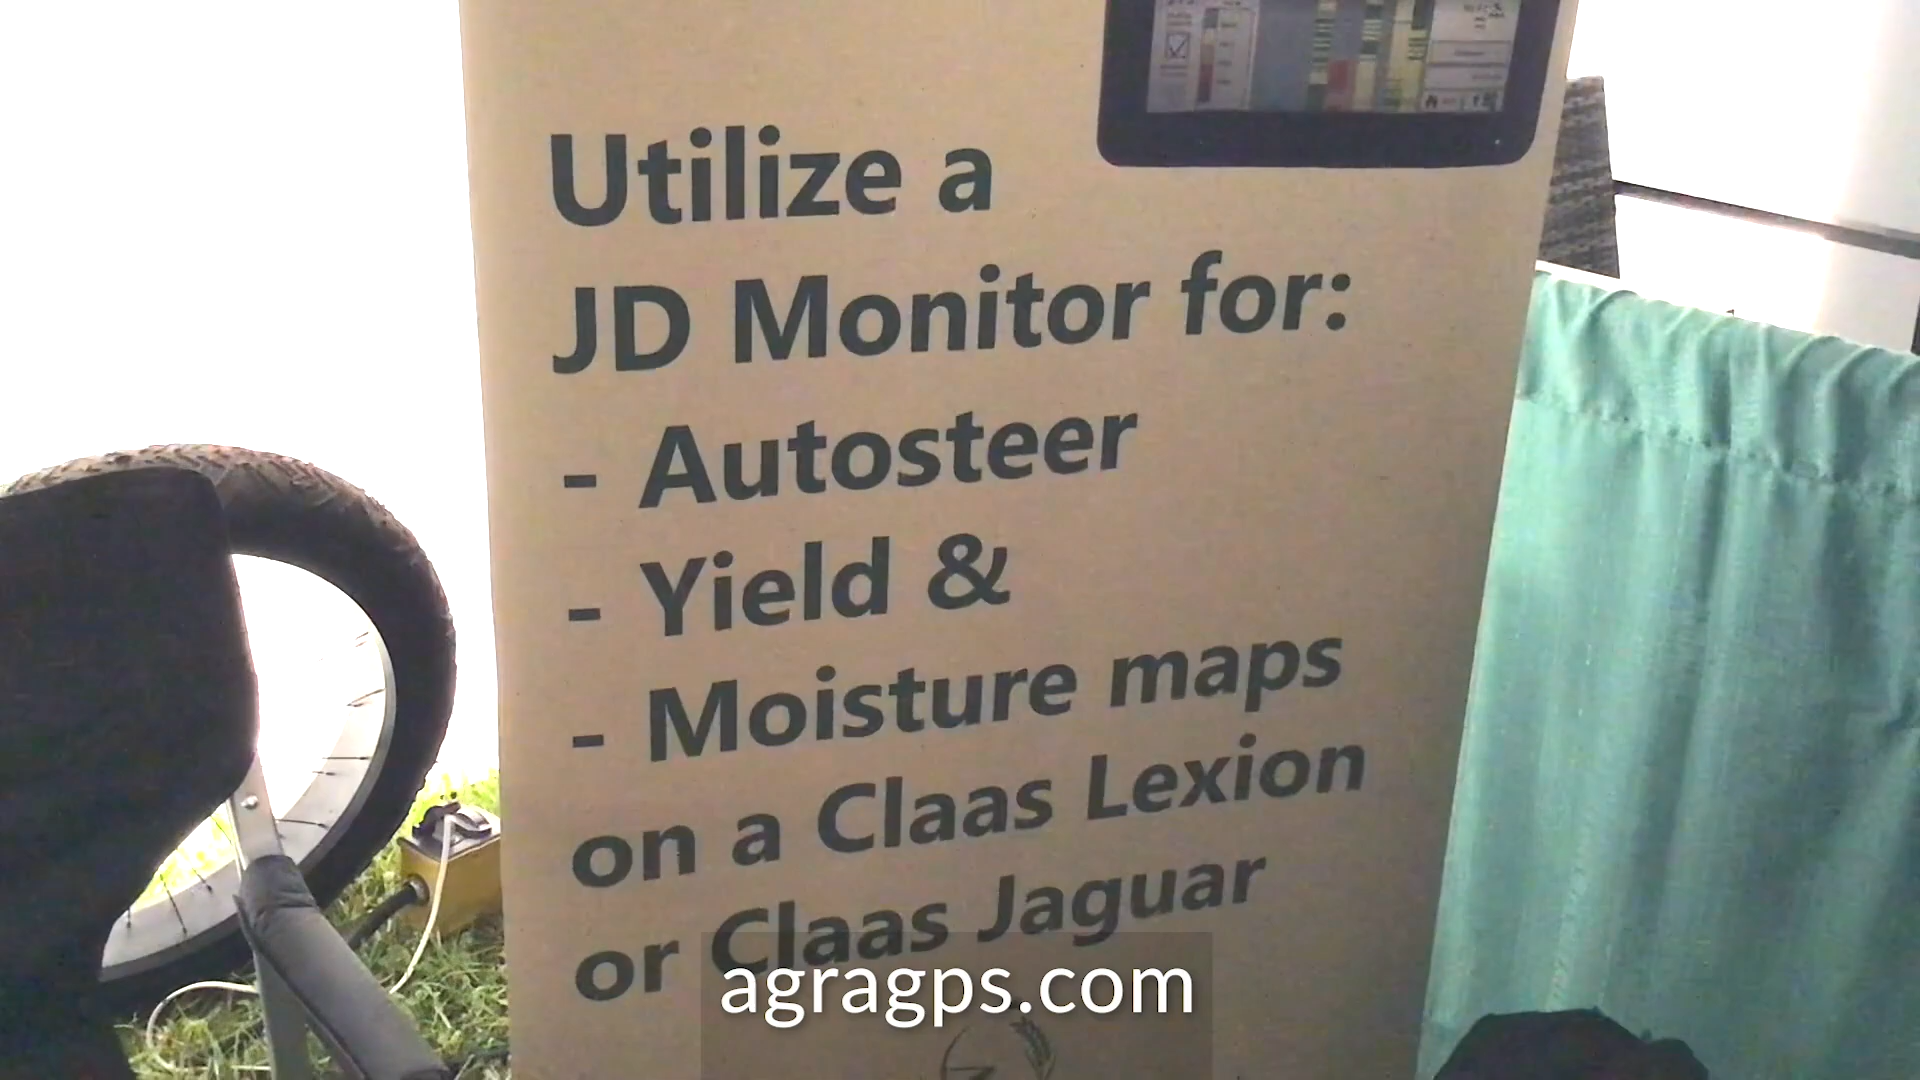 Utilize a
JD Monitor for:
- Autosteer
- Yield &
- Moisture maps
on a Claas Lexion
or Claas Jaguar
agragps.com